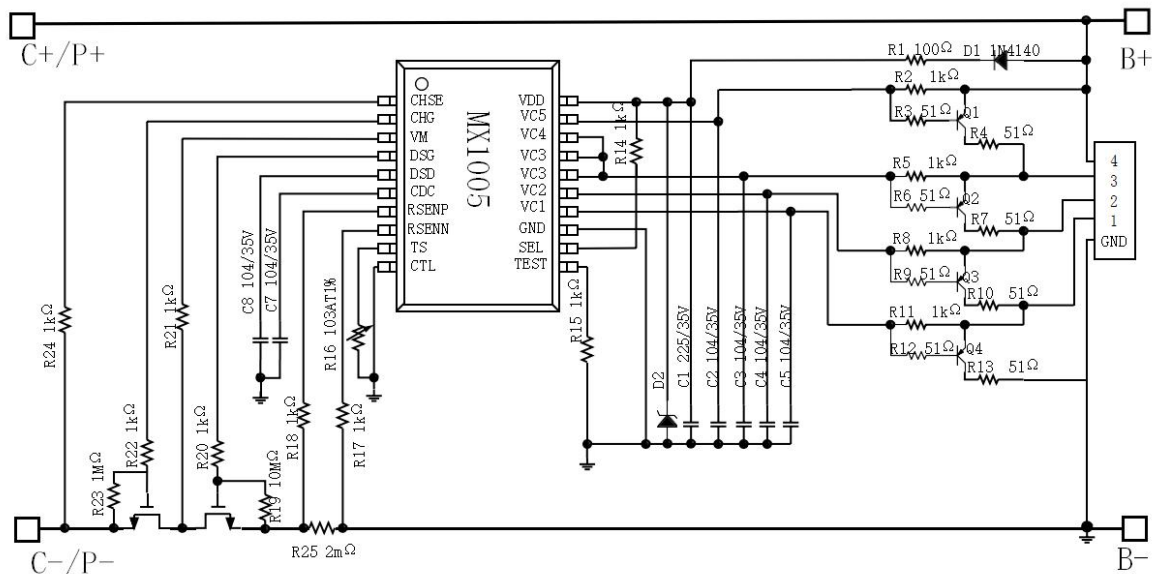 C+/P+
B+
R1 100Ω
D1 1N4140
R2 1kΩ
R3 51Ω
Q1
R4 51Ω
R5 1kΩ
R6 51Ω
Q2
R7 51Ω
R8 1kΩ
R9 51Ω
Q3
R10 51Ω
R11 1kΩ
R12 51Ω
Q4
R13 51Ω
4
3
2
1
GND
MX1005
CHSE
CHG
VM
DSG
DSD
CDC
RSENP
RSENN
TS
CTL
VDD
VC5
VC4
VC3
VC3
VC2
VC1
GND
SEL
TEST
R14 1kΩ
R15 1kΩ
D2
C1 225/35V
C2 104/35V
C3 104/35V
C4 104/35V
C5 104/35V
C8 104/35V
C7 104/35V
R16 103AT1%
R24 1kΩ
R21 1kΩ
R22 1kΩ
R23 1MΩ
R20 1kΩ
R19 10MΩ
R18 1kΩ
R17 1kΩ
R25 2mΩ
C-/P-
B-